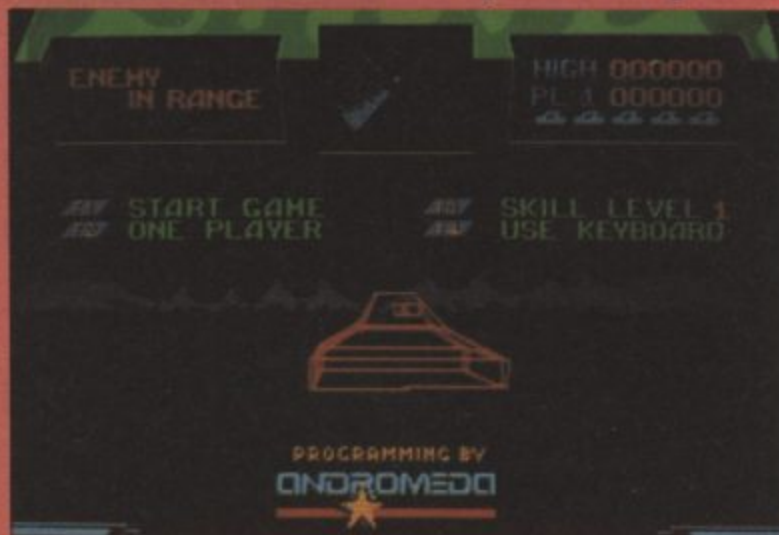 ENEMY
IN RANGE
HIGH 000000
PL 1 000000
START GAME
ONE PLAYER
SKILL LEVEL 1
USE KEYBOARD
PROGRAMMING BY
ANDROMEDA